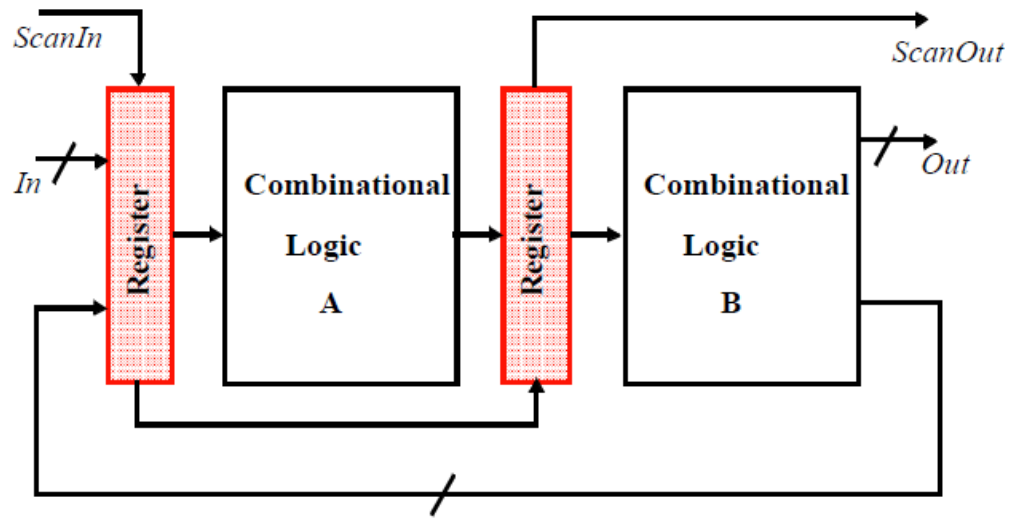 ScanIn
ScanOut
In
Out
Register
Combinational
Logic
A
Register
Combinational
Logic
B